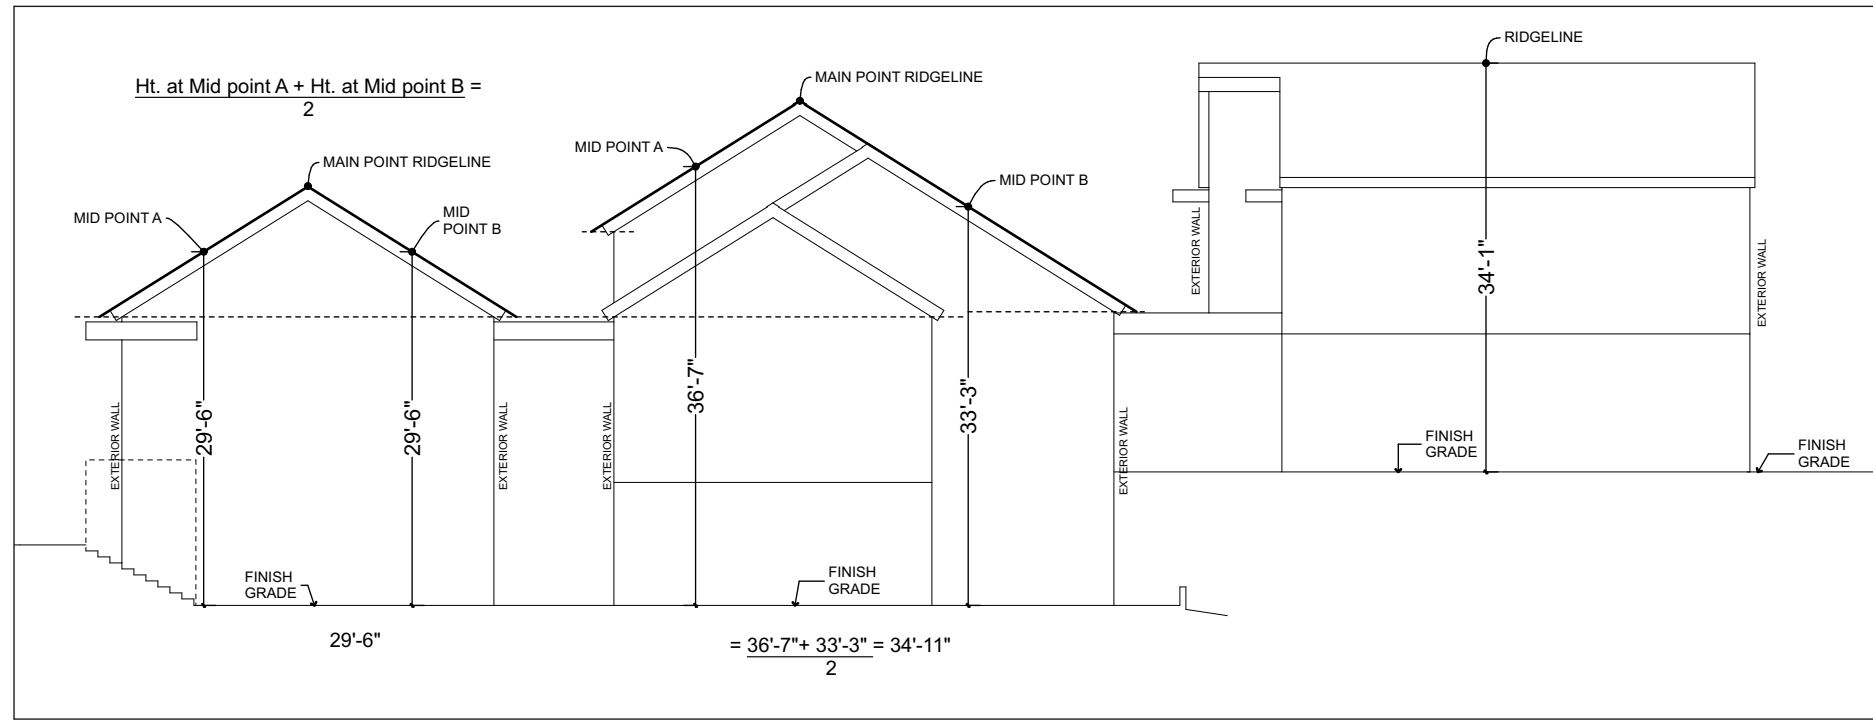 RIDGELINE
Ht. at Mid point A + Ht. at Mid point B =
2
MAIN POINT RIDGELINE
MID POINT A
MID POINT B
MAIN POINT RIDGELINE
MID POINT A
MID
POINT B
EXTERIOR WALL
34'-1"
EXTERIOR WALL
29'-6"
29'-6"
36'-7"
33'-3"
EXTERIOR WALL
EXTERIOR WALL
EXTERIOR WALL
EXTERIOR WALL
FINISH
GRADE
FINISH
GRADE
FINISH
GRADE
FINISH
GRADE
29'-6"
= 36'-7"+ 33'-3" = 34'-11"
2